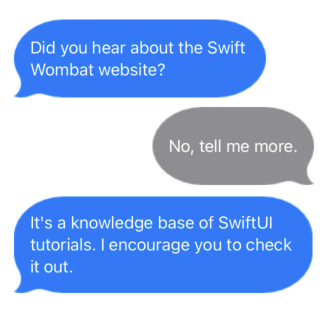 Did you hear about the Swift
Wombat website?
No, tell me more.
It's a knowledge base of SwiftUI
tutorials. I encourage you to check
it out.